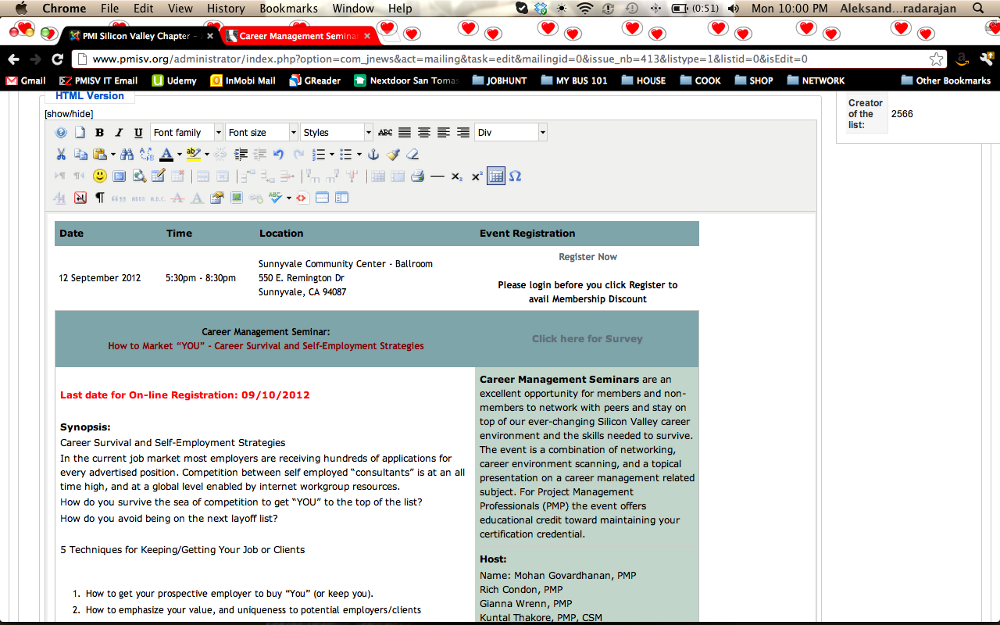 Chrome File Edit View History Bookmarks Window Help (0:51) Mon 10:00 PM Aleksand...radarajan
PMI Silicon Valley Chapter – Career Management Semina
www.pmisv.org/administrator/index.php?option=com_jnews&act=mailing&task=edit&mailingid=0&issue_nb=413&listype=1&listid=0&isEdit=0
Gmail PMISV IT Email Udemy InMobi Mail GReader Nextdoor San Tomas JOBHUNT MY BUS 101 HOUSE COOK SHOP NETWORK Other Bookmarks
HTML Version
[show/hide]
Creator
of the
list:
2566
B I U Font family Font size Styles ABC Div
Date Time Location Event Registration
Register Now
12 September 2012 5:30pm - 8:30pm
Sunnyvale Community Center - Ballroom
550 E. Remington Dr
Sunnyvale, CA 94087
Please login before you click Register to
avail Membership Discount
Career Management Seminar:
How to Market “YOU” - Career Survival and Self-Employment Strategies
Click here for Survey
Last date for On-line Registration: 09/10/2012
Synopsis:
Career Survival and Self-Employment Strategies
In the current job market most employers are receiving hundreds of applications for
every advertised position. Competition between self employed “consultants” is at an all
time high, and at a global level enabled by internet workgroup resources.
How do you survive the sea of competition to get “YOU” to the top of the list?
How do you avoid being on the next layoff list?
5 Techniques for Keeping/Getting Your Job or Clients
1. How to get your prospective employer to buy “You” (or keep you).
2. How to emphasize your value, and uniqueness to potential employers/clients
Career Management Seminars are an
excellent opportunity for members and non-
members to network with peers and stay on
top of our ever-changing Silicon Valley career
environment and the skills needed to survive.
The event is a combination of networking,
career environment scanning, and a topical
presentation on a career management related
subject. For Project Management
Professionals (PMP) the event offers
educational credit toward maintaining your
certification credential.
Host:
Name: Mohan Govardhanan, PMP
Rich Condon, PMP
Gianna Wrenn, PMP
Kuntal Thakore, PMP, CSM